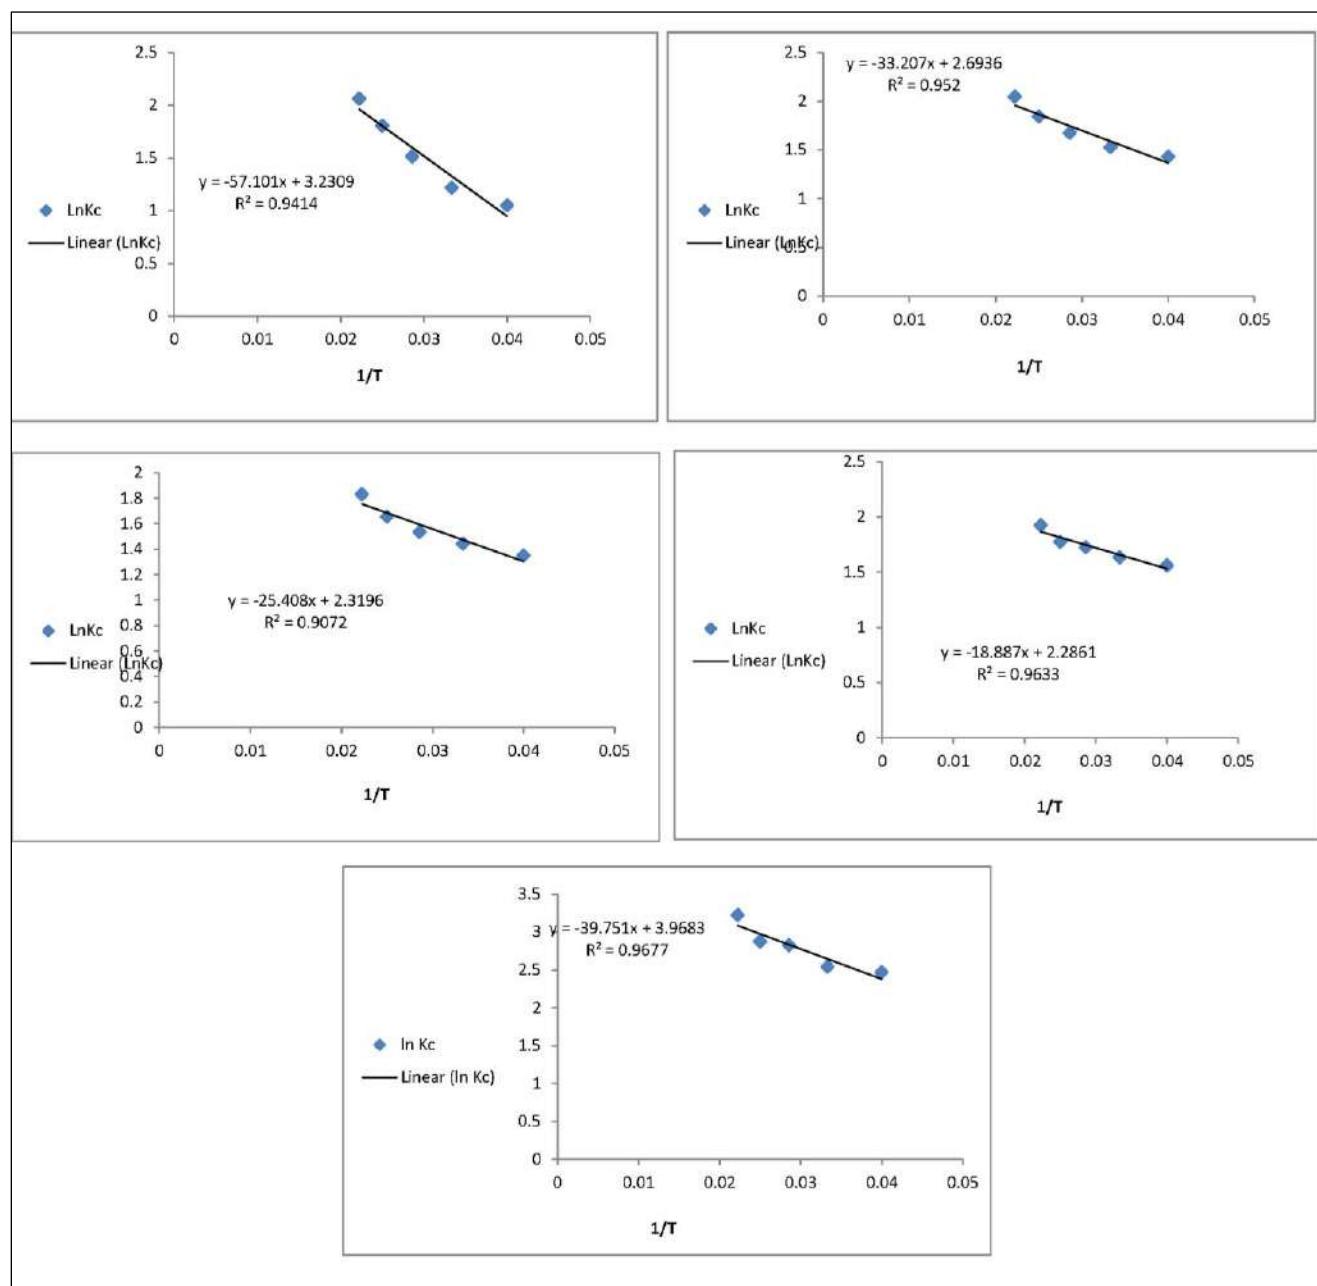 2.5
2
1.5
1
0.5
0
y = -57.101x + 3.2309
R² = 0.9414
LnKc
Linear (LnKc)
0 0.01 0.02 0.03 0.04 0.05
1/T
2.5
2
1.5
1
0.5
0
y = -33.207x + 2.6936
R² = 0.952
LnKc
Linear (LnKc)
0 0.01 0.02 0.03 0.04 0.05
1/T
2
1.8
1.6
1.4
1.2
1
0.8
0.6
0.4
0.2
0
y = -25.408x + 2.3196
R² = 0.9072
LnKc
Linear (LnKc)
0 0.01 0.02 0.03 0.04 0.05
1/T
2.5
2
1.5
1
0.5
0
y = -18.887x + 2.2861
R² = 0.9633
LnKc
Linear (LnKc)
0 0.01 0.02 0.03 0.04 0.05
1/T
3.5
3
2.5
2
1.5
1
0.5
0
y = -39.751x + 3.9683
R² = 0.9677
ln Kc
Linear (ln Kc)
0 0.01 0.02 0.03 0.04 0.05
1/T